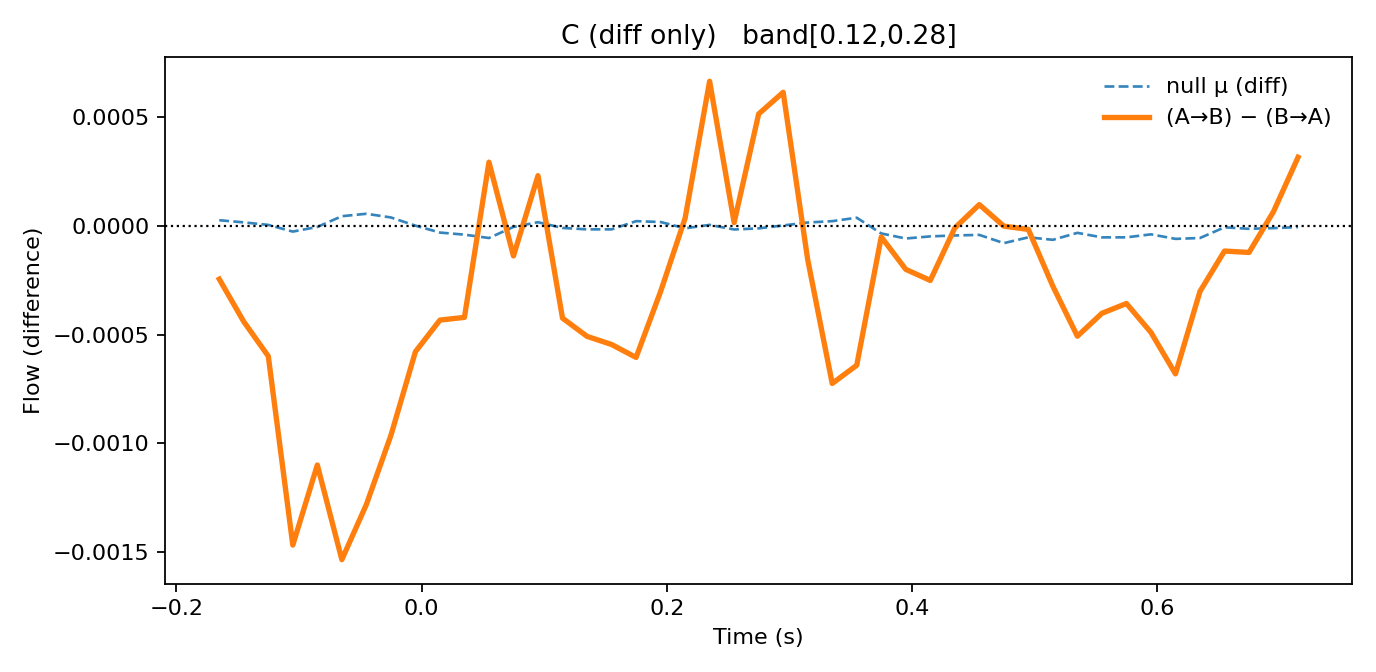 C (diff only)   band[0.12,0.28]
null μ (diff)
(A→B) − (B→A)
Flow (difference)
0.0005
0.0000
−0.0005
−0.0010
−0.0015
−0.2
0.0
0.2
0.4
0.6
Time (s)